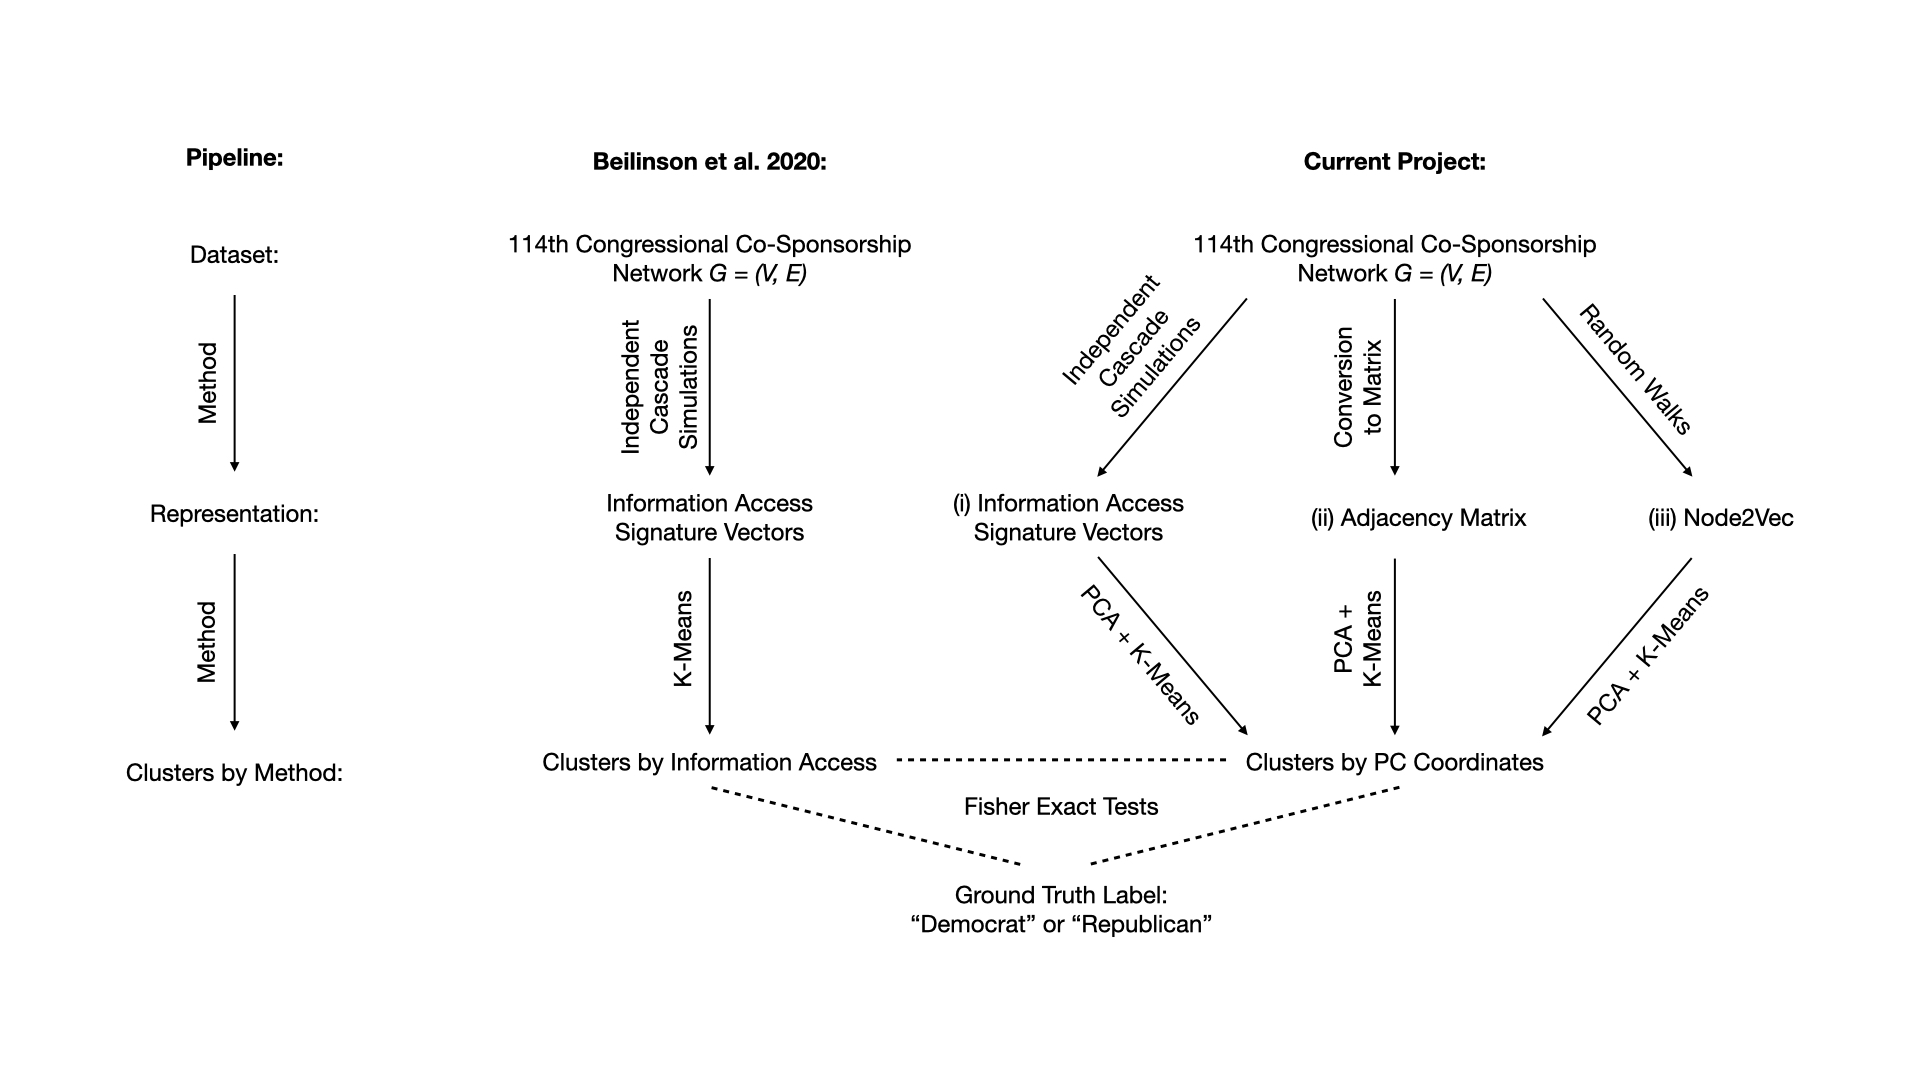 Pipeline:
Beilinson et al. 2020:
Current Project:
Dataset:
114th Congressional Co-Sponsorship
Network G = (V, E)
114th Congressional Co-Sponsorship
Network G = (V, E)
Method
Independent
Cascade
Simulations
Independent
Cascade
Simulations
Conversion
to Matrix
Random Walks
Representation:
Information Access
Signature Vectors
(i) Information Access
Signature Vectors
(ii) Adjacency Matrix
(iii) Node2Vec
Method
K-Means
PCA + K-Means
PCA +
K-Means
PCA + K-Means
Clusters by Method:
Clusters by Information Access
Clusters by PC Coordinates
Fisher Exact Tests
Ground Truth Label:
“Democrat” or “Republican”